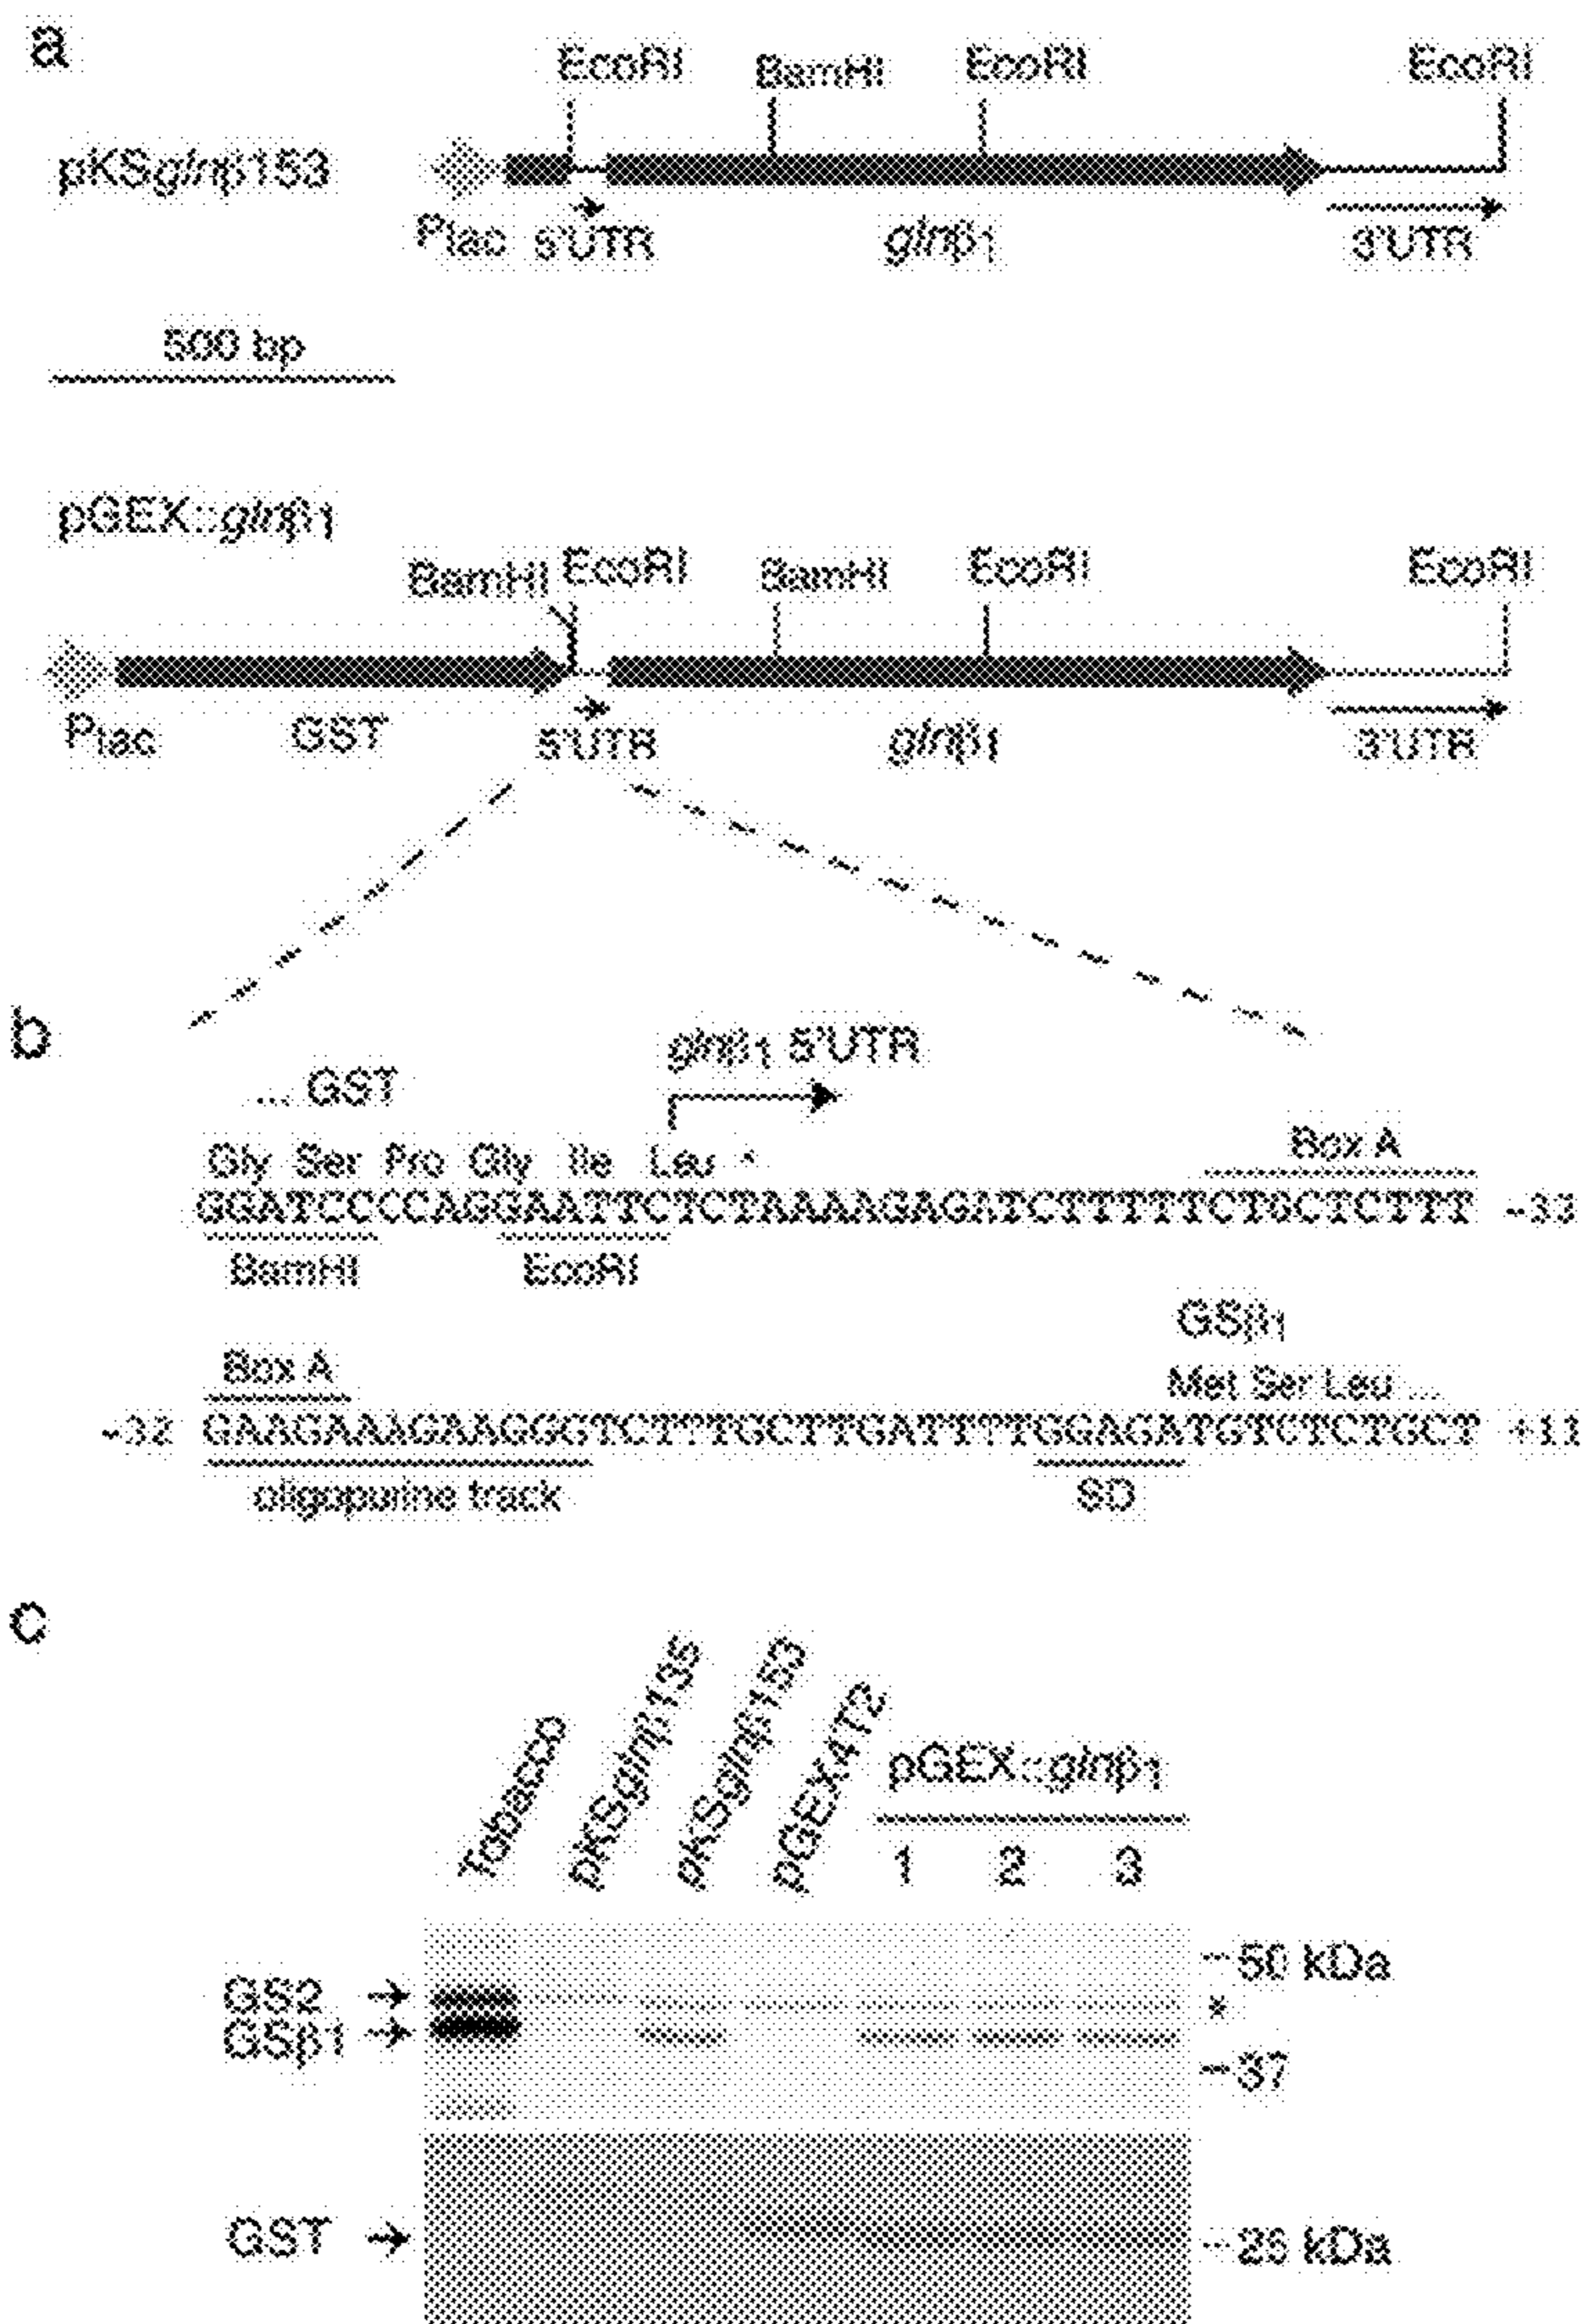 a
EcoRI BamHI EcoRI EcoRI
pKSglnβ153
Plac 5'UTR glnβ1 3'UTR
500 bp
pGEX::glnβ1
BamHI EcoRI BamHI EcoRI EcoRI
Plac GST 5'UTR glnβ1 3'UTR
b
glnβ1 5'UTR
... GST
Gly Ser Pro Gly Ile Leu *
Box A
GGATCCCCAGGAATTCTCTAAAAGAGATCTTTTTCTGCTCTTT -33
BamHI EcoRI
GSβ1
Box A
Met Ser Leu ...
-32 GAAGAAAGAAGGGTCTTTGCTTGATTTTGGAGATGTCTCTGCT +11
oligopurine track SD
c
Tobacco pKSglnβ135 pKSglnβ153 pGEX4T2 pGEX::glnβ1
1 2 3
50 kDa
GS2
*
GSβ1
37
GST 25 kDa